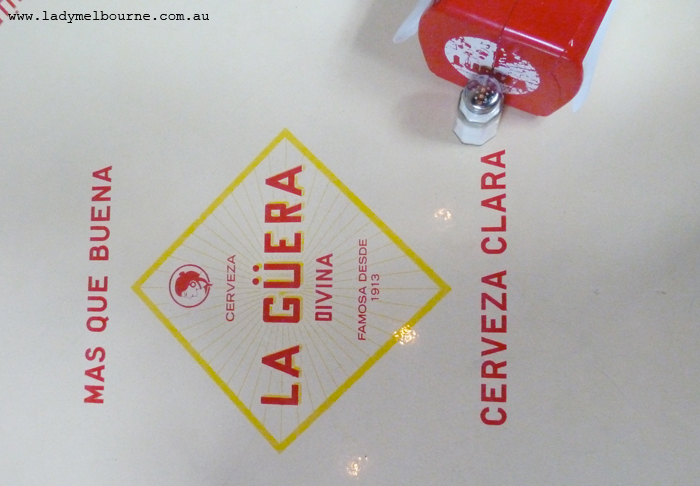 www.ladymelbourne.com.au
MAS QUE BUENA
CERVEZA
LA GÜERA
DIVINA
FAMOSA DESDE
1913
CERVEZA CLARA